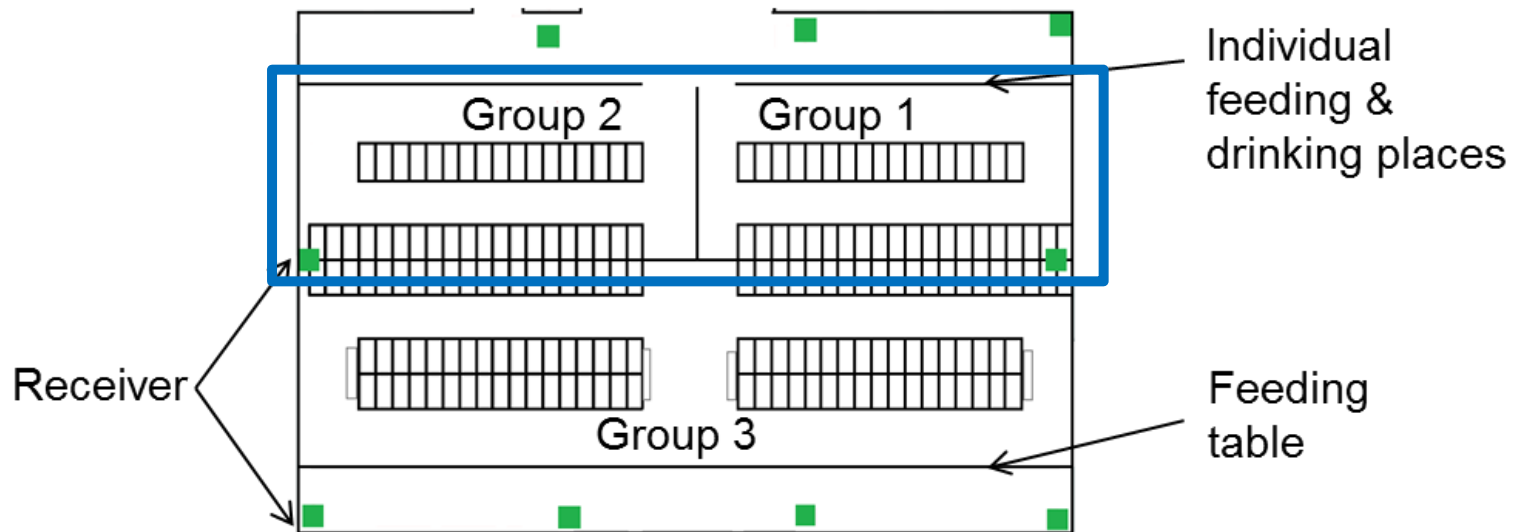 Individual
feeding &
drinking places
Group 2
Group 1
Receiver
Feeding
table
Group 3